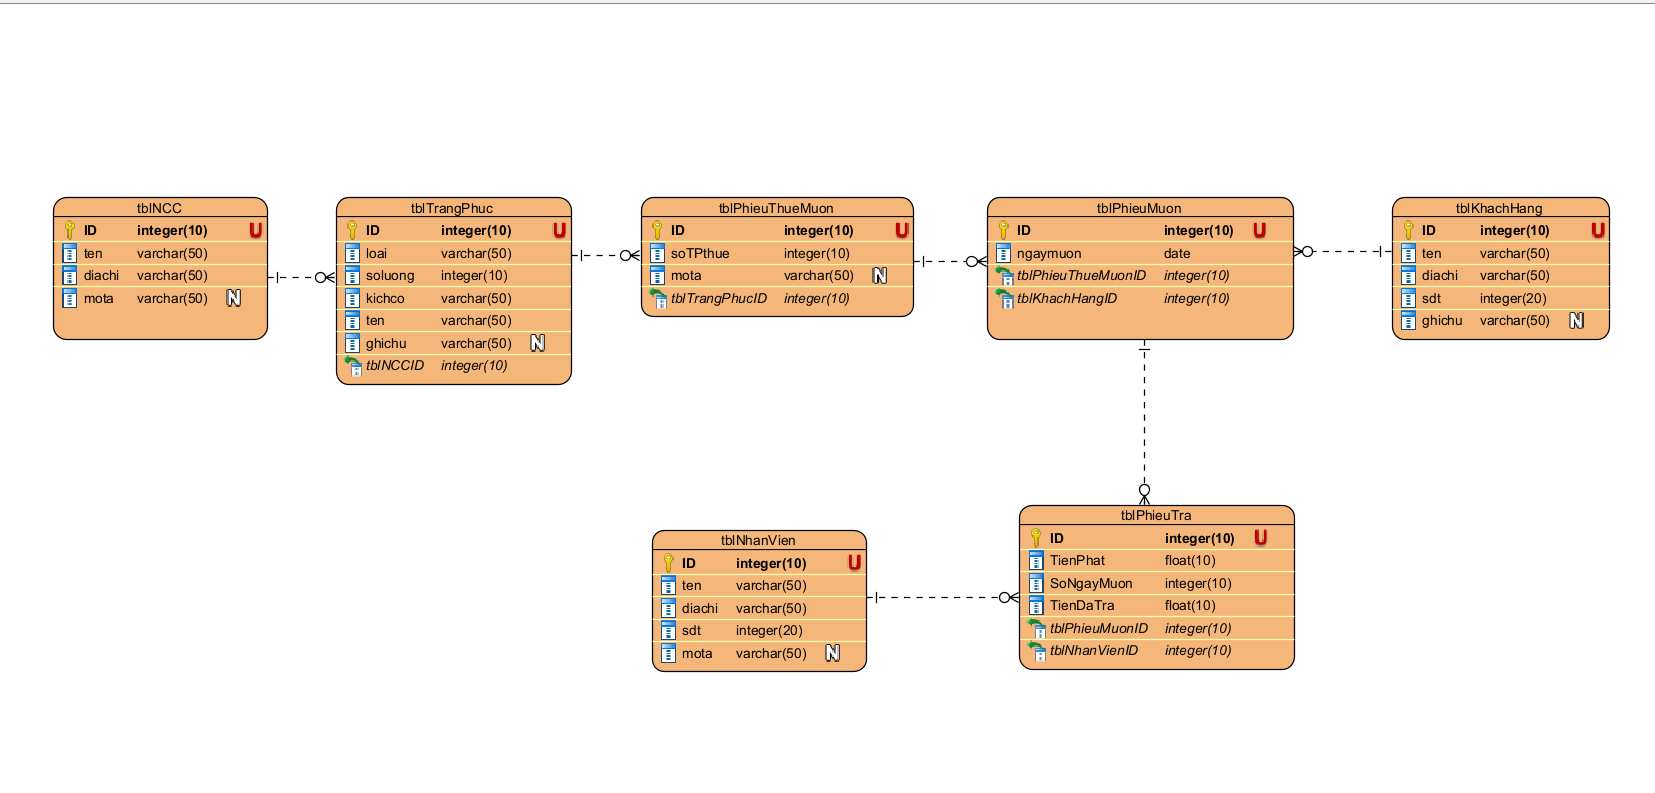 tblNCC
ID integer(10) U
ten varchar(50)
diachi varchar(50)
mota varchar(50) N
tblTrangPhuc
ID integer(10) U
loai varchar(50)
soluong integer(10)
kichco varchar(50)
ten varchar(50)
ghichu varchar(50) N
tblNCCID integer(10)
tblPhieuThueMuon
ID integer(10) U
soTPthue integer(10)
mota varchar(50) N
tblTrangPhucID integer(10)
tblPhieuMuon
ID integer(10) U
ngaymuon date
tblPhieuThueMuonID integer(10)
tblKhachHangID integer(10)
tblKhachHang
ID integer(10) U
ten varchar(50)
diachi varchar(50)
sdt integer(20)
ghichu varchar(50) N
tblNhanVien
ID integer(10) U
ten varchar(50)
diachi varchar(50)
sdt integer(20)
mota varchar(50) N
tblPhieuTra
ID integer(10) U
TienPhat float(10)
SoNgayMuon integer(10)
TienDaTra float(10)
tblPhieuMuonID integer(10)
tblNhanVienID integer(10)